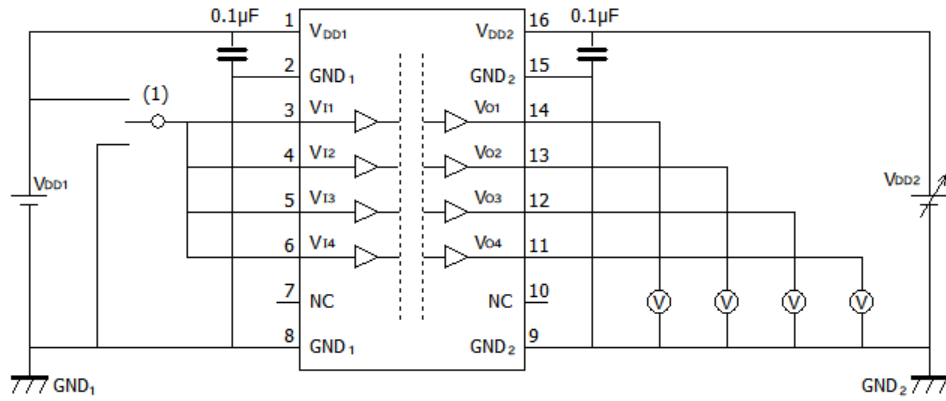 0.1µF 1 16 0.1µF
VDD1 VDD2
2 GND1 GND2 15
(1) 3 VI1 VO1 14
4 VI2 VO2 13
VDD1 5 VI3 VO3 12 VDD2
6 VI4 VO4 11
7 NC NC 10
V V V V
8 GND1 GND2 9
GND1 GND2